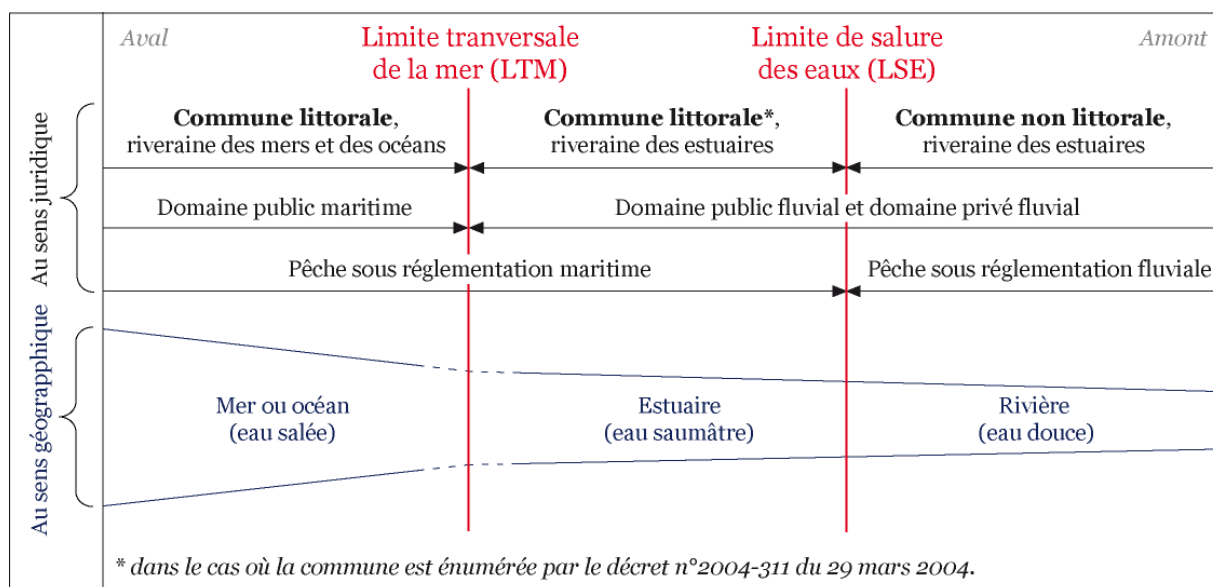 Aval
Limite tranversale
de la mer (LTM)
Limite de salure
des eaux (LSE)
Amont
Au sens juridique
Commune littorale,
riveraine des mers et des océans
Commune littorale*,
riveraine des estuaires
Commune non littorale,
riveraine des estuaires
Domaine public maritime
Domaine public fluvial et domaine privé fluvial
Pêche sous réglementation maritime
Pêche sous réglementation fluviale
Au sens géograpphique
Mer ou océan
(eau salée)
Estuaire
(eau saumâtre)
Rivière
(eau douce)
* dans le cas où la commune est énumérée par le décret n°2004-311 du 29 mars 2004.